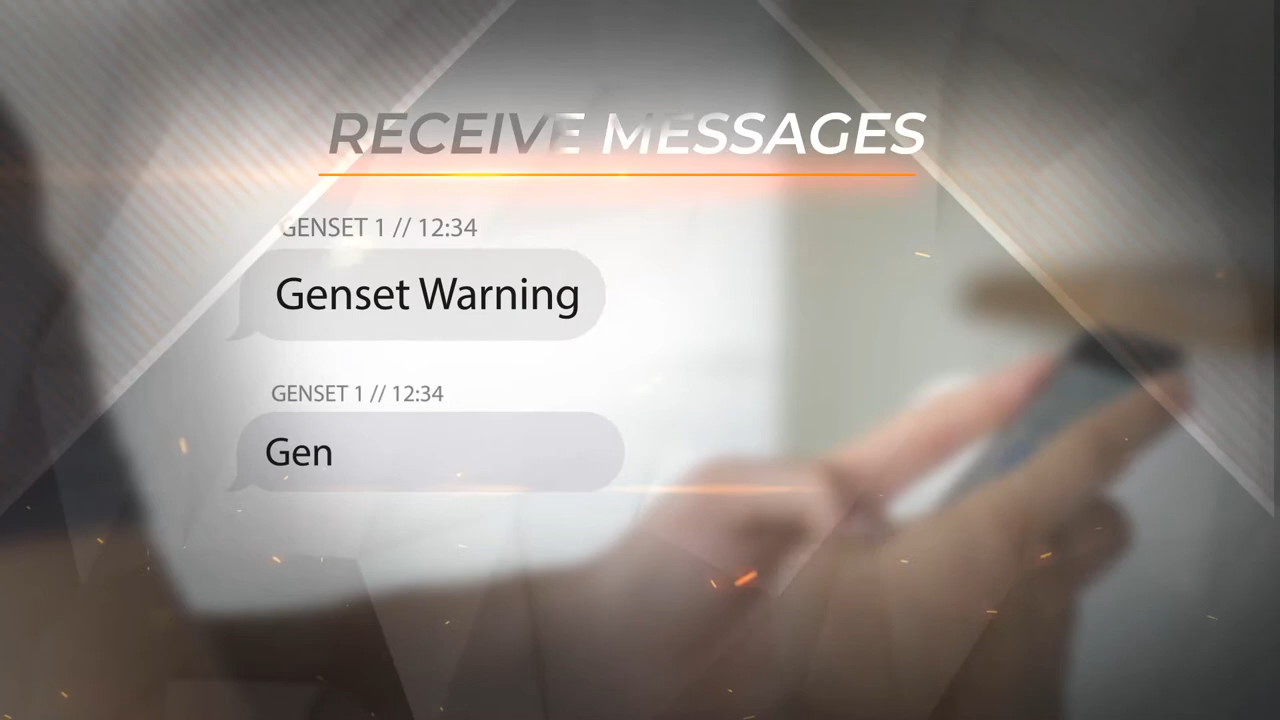 RECEIVE MESSAGES
GENSET 1 // 12:34
Genset Warning
GENSET 1 // 12:34
Gen